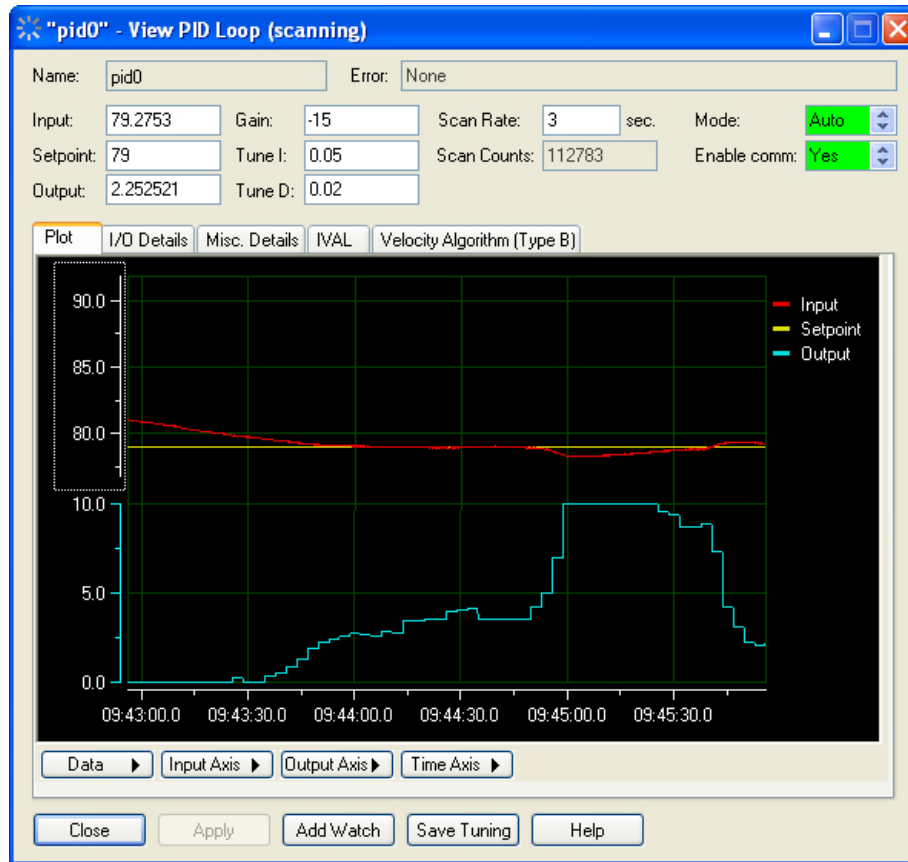 "pid0" - View PID Loop (scanning)
Name: pid0 Error: None
Input: 79.2753 Gain: -15 Scan Rate: 3 sec. Mode: Auto
Setpoint: 79 Tune I: 0.05 Scan Counts: 112783 Enable comm: Yes
Output: 2.252521 Tune D: 0.02
Plot I/O Details Misc. Details IVAL Velocity Algorithm (Type B)
90.0
85.0
80.0
10.0
5.0
0.0
Input
Setpoint
Output
09:43:00.0 09:43:30.0 09:44:00.0 09:44:30.0 09:45:00.0 09:45:30.0
Data Input Axis Output Axis Time Axis
Close Apply Add Watch Save Tuning Help